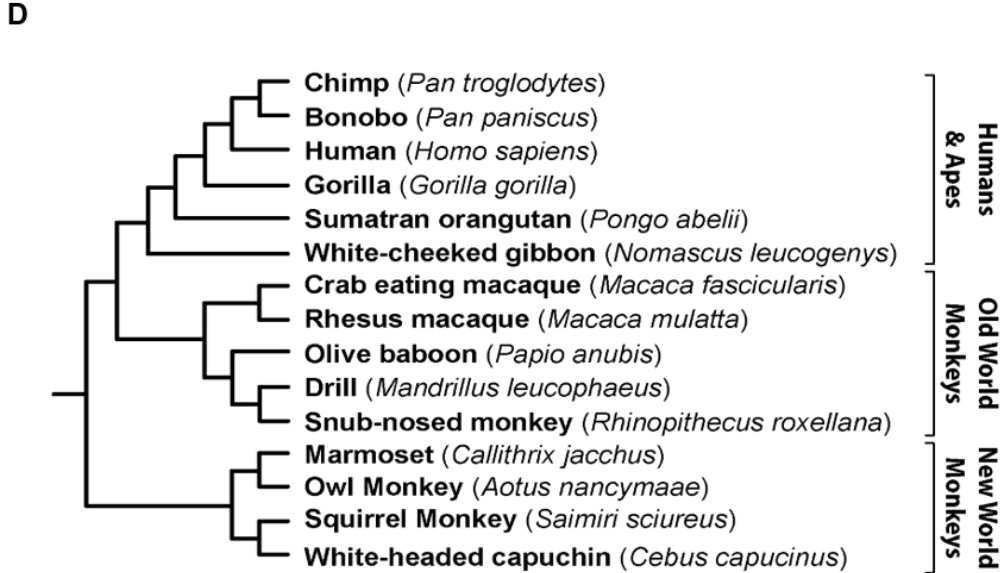 D
Chimp (Pan troglodytes)
Bonobo (Pan paniscus)
Human (Homo sapiens)
Gorilla (Gorilla gorilla)
Sumatran orangutan (Pongo abelii)
White-cheeked gibbon (Nomascus leucogenys)
Humans
& Apes
Crab eating macaque (Macaca fascicularis)
Rhesus macaque (Macaca mulatta)
Olive baboon (Papio anubis)
Drill (Mandrillus leucophaeus)
Snub-nosed monkey (Rhinopithecus roxellana)
Old World
Monkeys
Marmoset (Callithrix jacchus)
Owl Monkey (Aotus nancymaae)
Squirrel Monkey (Saimiri sciureus)
White-headed capuchin (Cebus capucinus)
New World
Monkeys